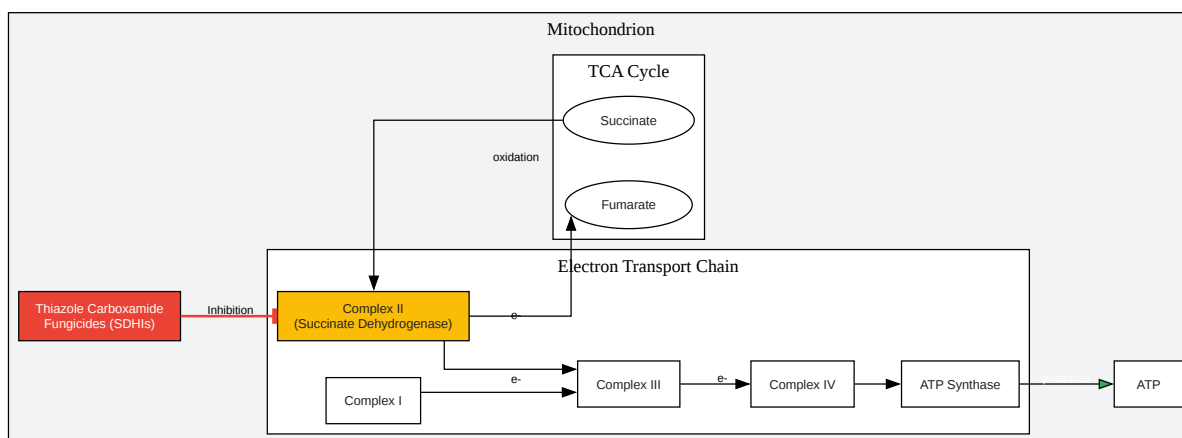 Mitochondrion
TCA Cycle
Succinate
oxidation
Fumarate
Electron Transport Chain
Thiazole Carboxamide
Fungicides (SDHIs)
Inhibition
Complex II
(Succinate Dehydrogenase)
e-
e-
Complex I
Complex III
e-
Complex IV
ATP Synthase
produces
ATP